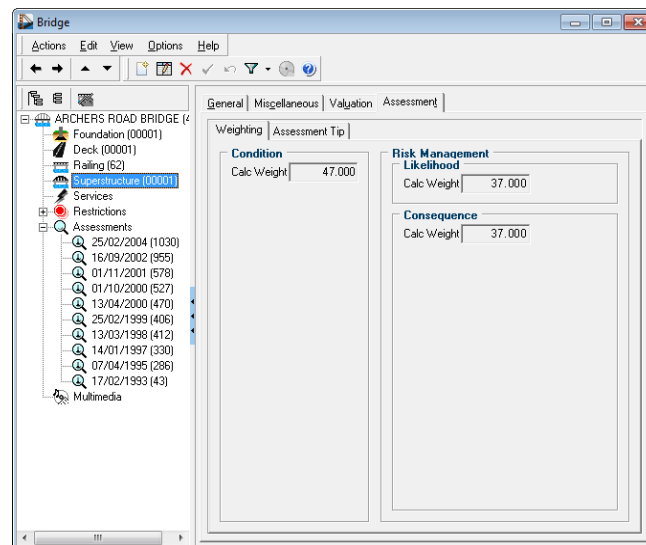 Bridge
Actions Edit View Options Help
General Miscellaneous Valuation Assessment
ARCHERS ROAD BRIDGE (4
Foundation (00001)
Deck (00001)
Railing (62)
Superstructure (00001)
Services
Restrictions
Assessments
25/02/2004 (1030)
16/09/2002 (955)
01/11/2001 (578)
01/10/2000 (527)
13/04/2000 (470)
25/02/1999 (406)
13/03/1998 (412)
14/01/1997 (330)
07/04/1995 (286)
17/02/1993 (43)
Multimedia
Weighting Assessment Tip
Condition
Calc Weight 47.000
Risk Management
Likelihood
Calc Weight 37.000
Consequence
Calc Weight 37.000